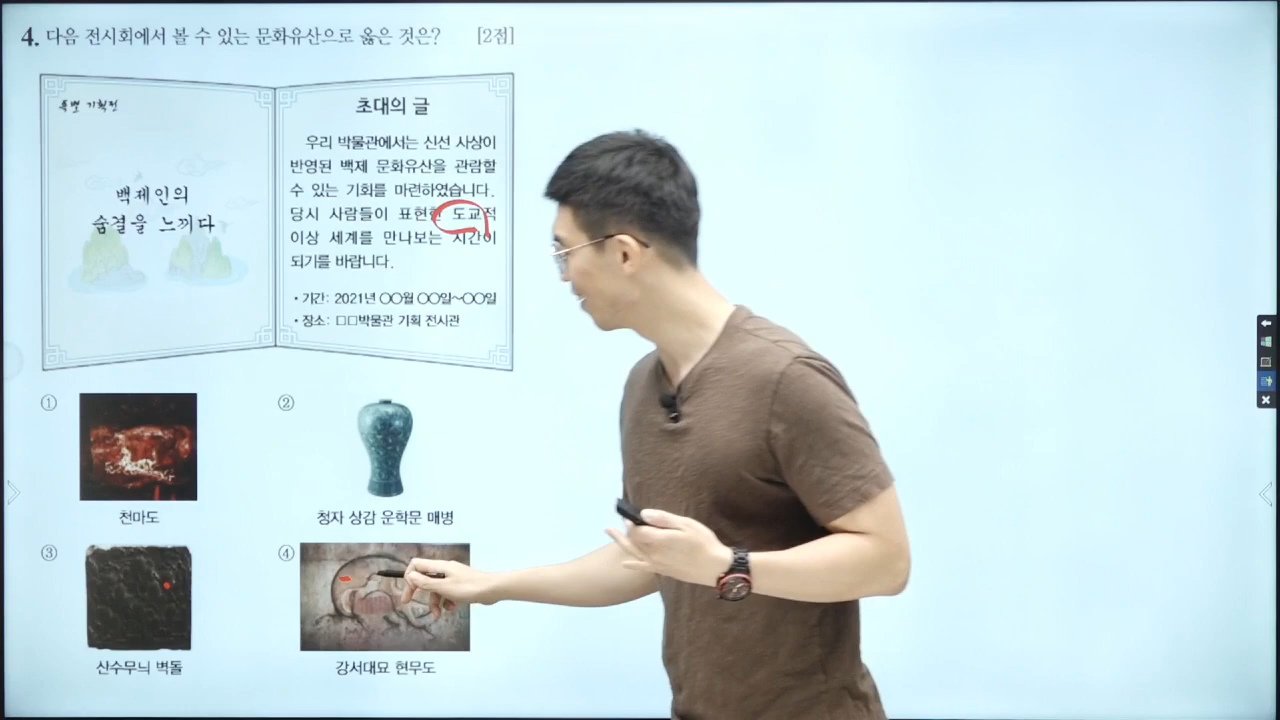 4. 다음 전시회에서 볼 수 있는 문화유산으로 옳은 것은? [2점]
특별 기획전
백제인의
숨결을 느끼다
초대의 글
우리 박물관에서는 신선 사상이
반영된 백제 문화유산을 관람할
수 있는 기회를 마련하였습니다.
당시 사람들이 표현한 도교적
이상 세계를 만나보는 시간이
되기를 바랍니다.
• 기간: 2021년 ○○월 ○○일~○○일
• 장소: □□박물관 기획 전시관
①
천마도
②
청자 상감 운학문 매병
③
산수무늬 벽돌
④
강서대묘 현무도